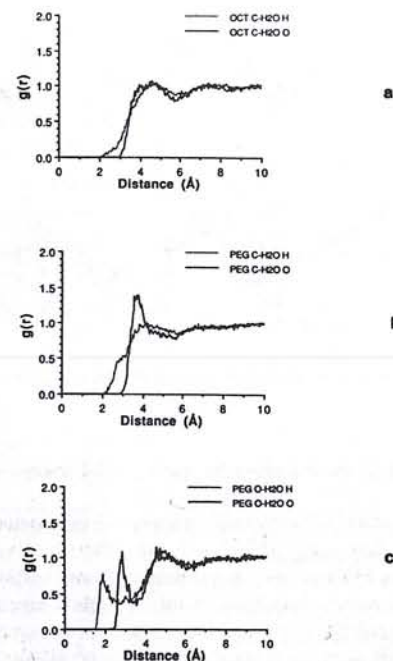 OCT C-H2O H
OCT C-H2O O
2.0
1.5
1.0
0.5
0.0
g(r)
0 2 4 6 8 10
Distance (Å)
a
PEG C-H2O H
PEG C-H2O O
2.0
1.5
1.0
0.5
0.0
g(r)
0 2 4 6 8 10
Distance (Å)
PEG O-H2O H
PEG O-H2O O
2.0
1.5
1.0
0.5
0.0
g(r)
0 2 4 6 8 10
Distance (Å)
c